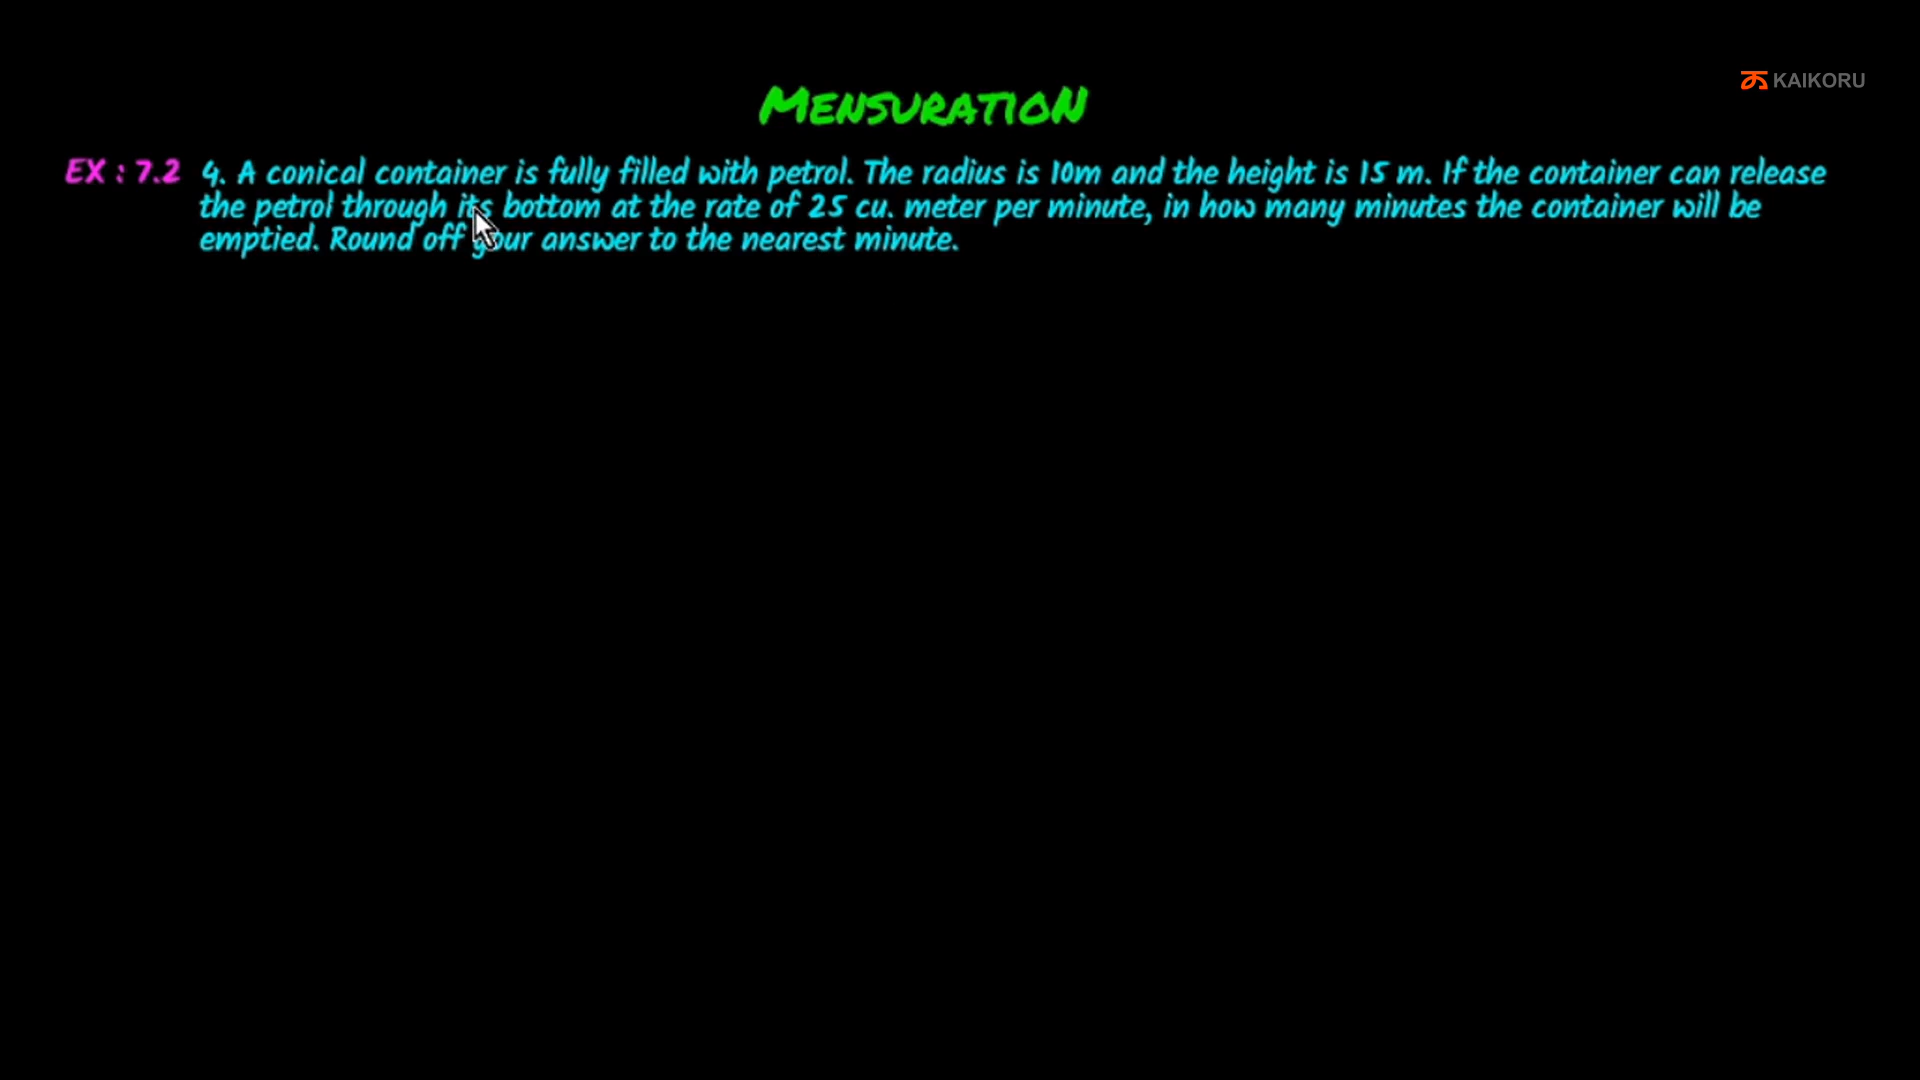 KAIKORU
MENSURATION
EX : 7.2 4. A conical container is fully filled with petrol. The radius is 10m and the height is 15 m. If the container can release
the petrol through its bottom at the rate of 25 cu. meter per minute, in how many minutes the container will be
emptied. Round off your answer to the nearest minute.